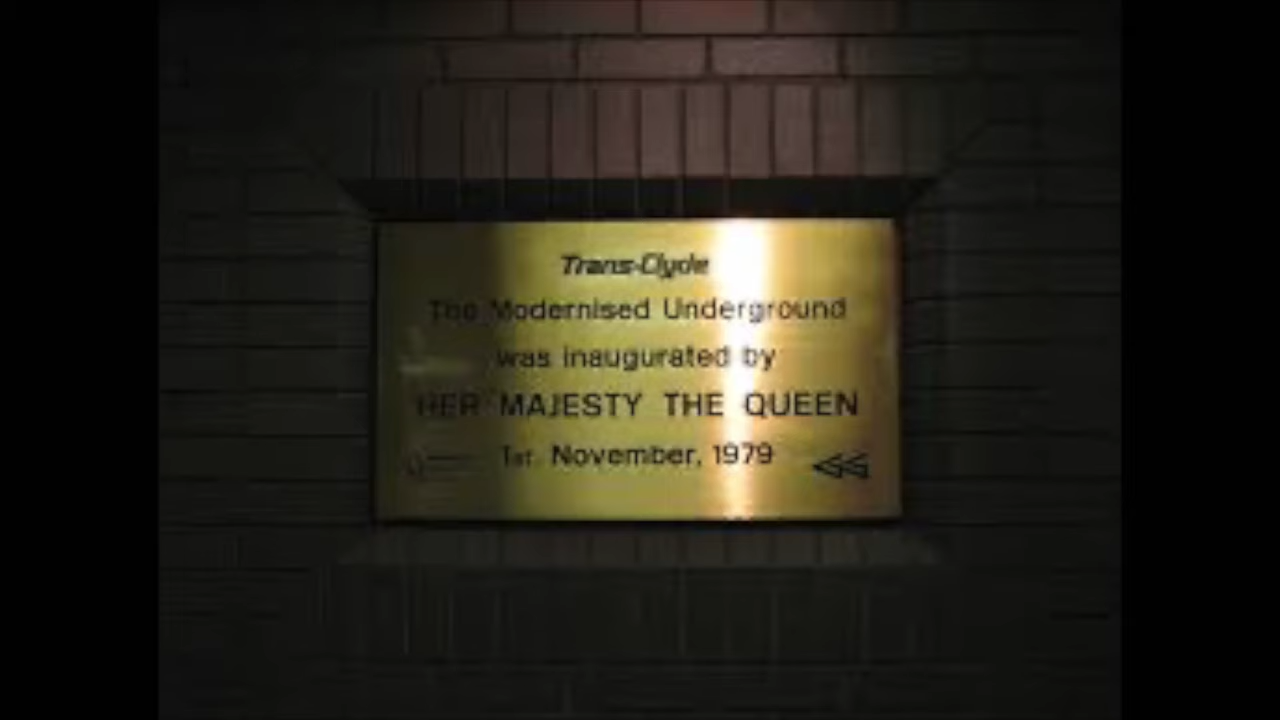 Trans-Clyde
The Modernised Underground
was inaugurated by
HER MAJESTY THE QUEEN
1st. November, 1979